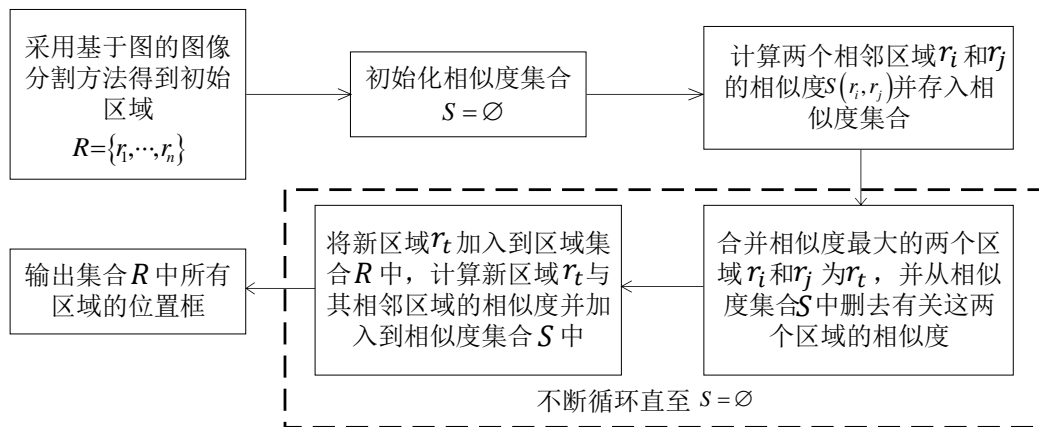 采用基于图的图像
分割方法得到初始
区域
R={r₁,⋯,rₙ}
初始化相似度集合
S=∅
计算两个相邻区域rᵢ和rⱼ
的相似度S(rᵢ,rⱼ)并存入相
似度集合
合并相似度最大的两个区
域rᵢ和rⱼ为rₜ，并从相似
度集合S中删去有关这两
个区域的相似度
将新区域rₜ加入到区域集
合R中，计算新区域rₜ与
其相邻区域的相似度并加
入到相似度集合S中
不断循环直至 S=∅
输出集合R中所有
区域的位置框